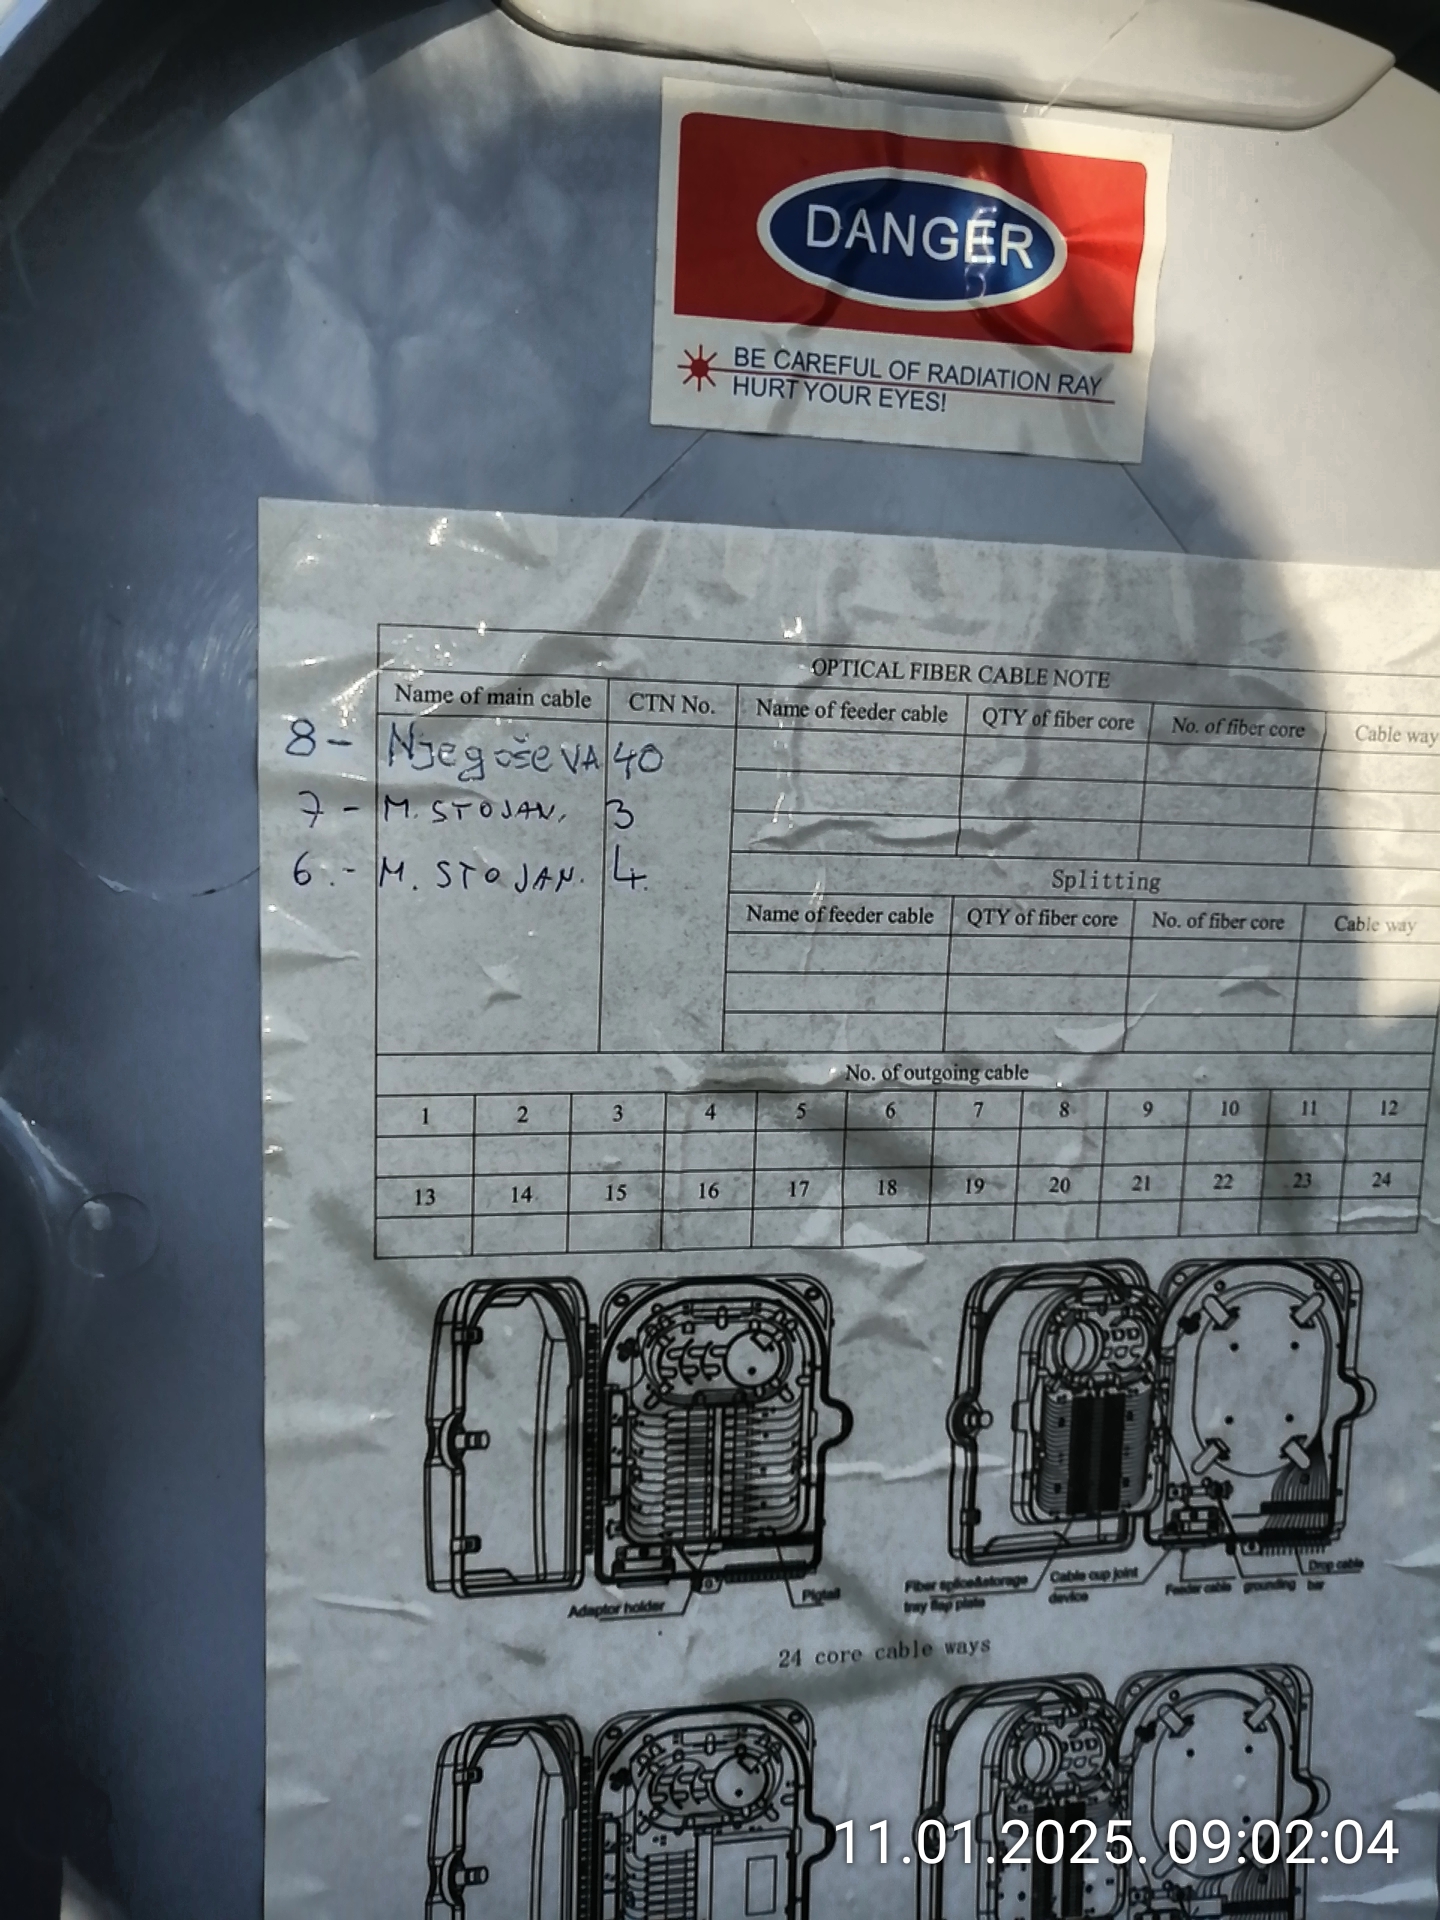 DANGER
BE CAREFUL OF RADIATION RAY
HURT YOUR EYES!
OPTICAL FIBER CABLE NOTE
Name of main cable CTN No. Name of feeder cable QTY of fiber core No. of fiber core Cable way
8 - Njegoševa 40
7 - M. STOJAN. 3
6 - M. STOJAN. 4.
Splitting
Name of feeder cable QTY of fiber core No. of fiber core Cable way
No. of outgoing cable
1 2 3 4 5 6 7 8 9 10 11 12
13 14 15 16 17 18 19 20 21 22 23 24
Adaptor holder Pigtail
Fiber splice&storage tray flap plate
Cable cup joint device
Feeder cable grounding bar
Drop cable
24 core cable ways
11.01.2025. 09:02:04